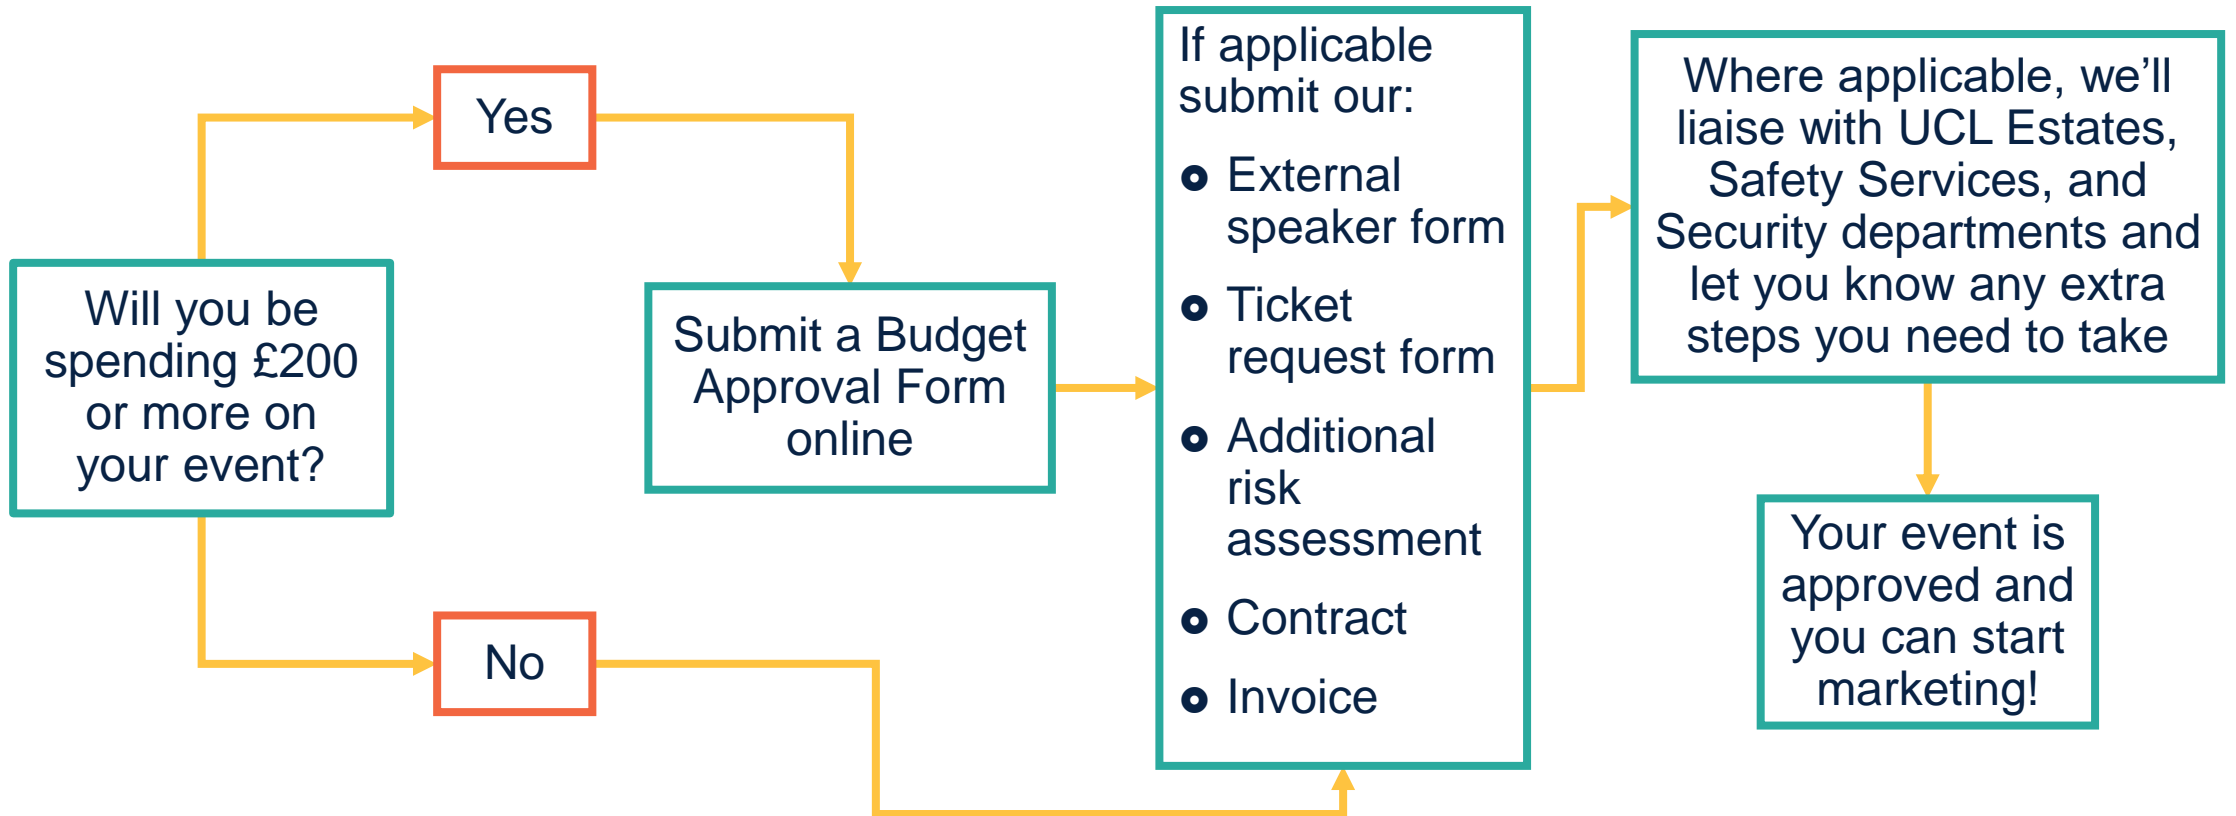 Will you be
spending £200
or more on
your event?
Yes
No
Submit a Budget
Approval Form
online
If applicable
submit our:
External
speaker form
Ticket
request form
Additional
risk
assessment
Contract
Invoice
Where applicable, we’ll
liaise with UCL Estates,
Safety Services, and
Security departments and
let you know any extra
steps you need to take
Your event is
approved and
you can start
marketing!